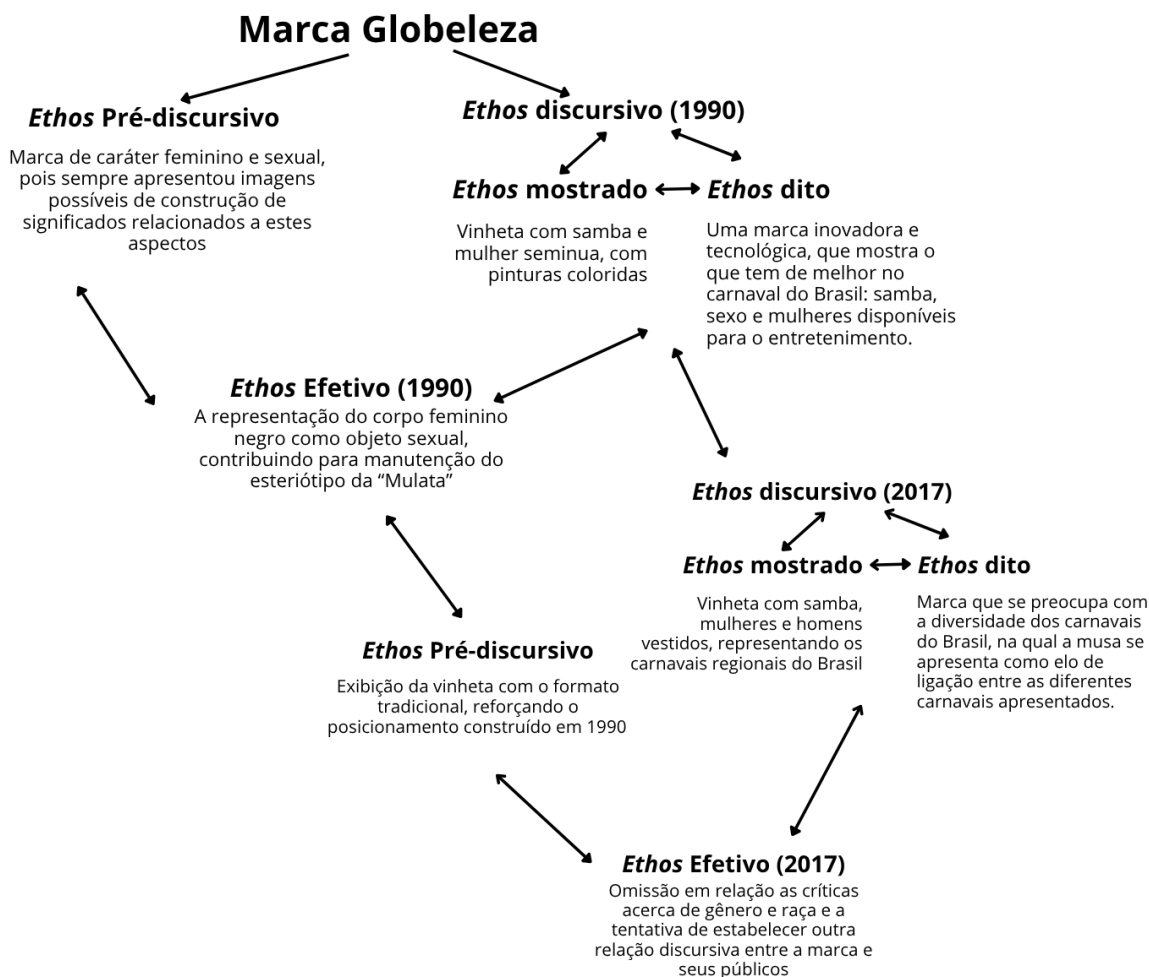 Marca Globeleza
Ethos Pré-discursivo
Marca de caráter feminino e sexual,
pois sempre apresentou imagens
possíveis de construção de
significados relacionados a estes
aspectos
Ethos discursivo (1990)
Ethos mostrado
Vinheta com samba e
mulher seminua, com
pinturas coloridas
Ethos dito
Uma marca inovadora e
tecnológica, que mostra o
que tem de melhor no
carnaval do Brasil: samba,
sexo e mulheres disponíveis
para o entretenimento.
Ethos Efetivo (1990)
A representação do corpo feminino
negro como objeto sexual,
contribuindo para manutenção do
esteriótipo da “Mulata”
Ethos discursivo (2017)
Ethos mostrado
Vinheta com samba,
mulheres e homens
vestidos, representando os
carnavais regionais do Brasil
Ethos dito
Marca que se preocupa com
a diversidade dos carnavais
do Brasil, na qual a musa se
apresenta como elo de
ligação entre as diferentes
carnavais apresentados.
Ethos Pré-discursivo
Exibição da vinheta com o formato
tradicional, reforçando o
posicionamento construído em 1990
Ethos Efetivo (2017)
Omissão em relação as críticas
acerca de gênero e raça e a
tentativa de estabelecer outra
relação discursiva entre a marca e
seus públicos